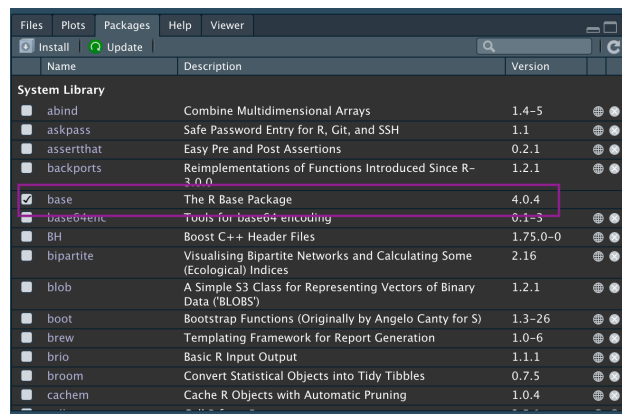 Files Plots Packages Help Viewer
Install Update
Name Description Version
System Library
abind Combine Multidimensional Arrays 1.4-5
askpass Safe Password Entry for R, Git, and SSH 1.1
assertthat Easy Pre and Post Assertions 0.2.1
backports Reimplementations of Functions Introduced Since R- 1.2.1
3.0.0
base The R Base Package 4.0.4
base64enc Tools for base64 encoding 0.1-3
BH Boost C++ Header Files 1.75.0-0
bipartite Visualising Bipartite Networks and Calculating Some 2.16
(Ecological) Indices
blob A Simple S3 Class for Representing Vectors of Binary 1.2.1
Data ('BLOBS')
boot Bootstrap Functions (Originally by Angelo Canty for S) 1.3-26
brew Templating Framework for Report Generation 1.0-6
brio Basic R Input Output 1.1.1
broom Convert Statistical Objects into Tidy Tibbles 0.7.5
cachem Cache R Objects with Automatic Pruning 1.0.4